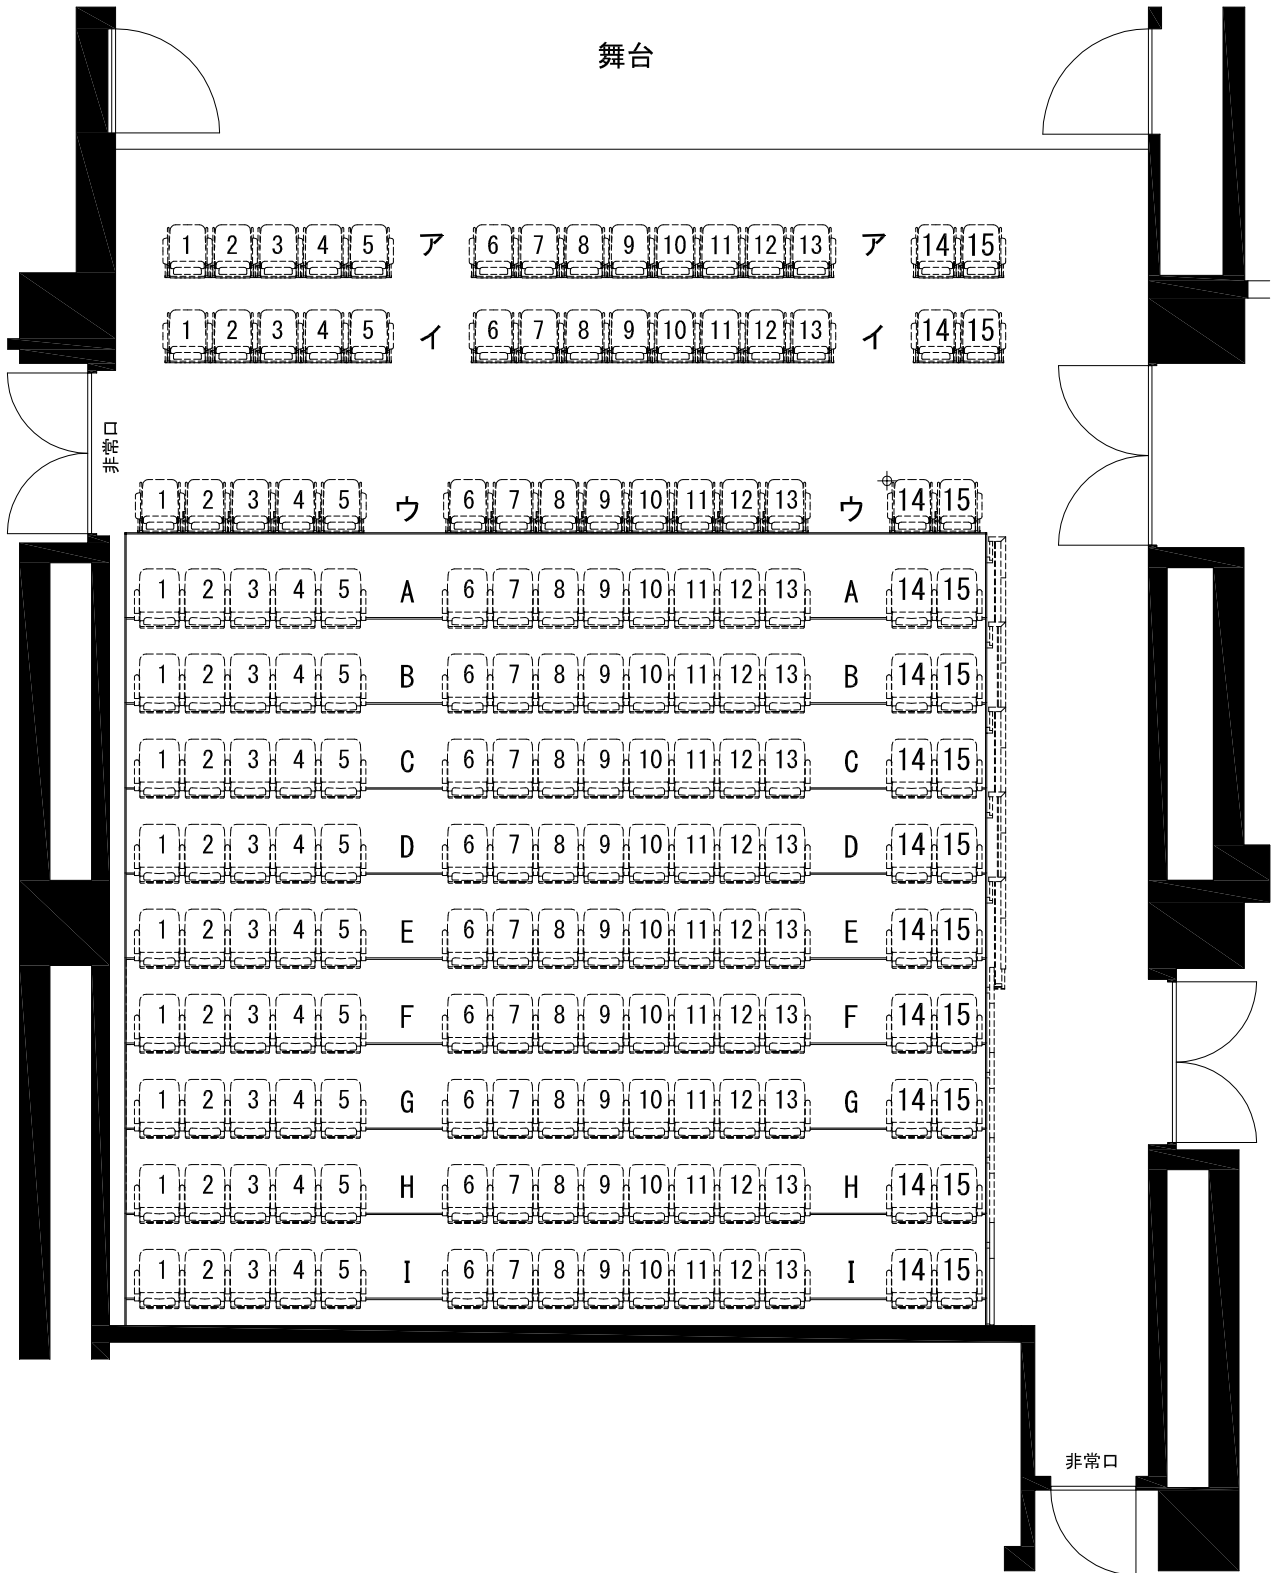 舞台
1 2 3 4 5 ア 6 7 8 9 10 11 12 13 ア 14 15
1 2 3 4 5 イ 6 7 8 9 10 11 12 13 イ 14 15
非常口
1 2 3 4 5 ウ 6 7 8 9 10 11 12 13 ウ 14 15
1 2 3 4 5 A 6 7 8 9 10 11 12 13 A 14 15
1 2 3 4 5 B 6 7 8 9 10 11 12 13 B 14 15
1 2 3 4 5 C 6 7 8 9 10 11 12 13 C 14 15
1 2 3 4 5 D 6 7 8 9 10 11 12 13 D 14 15
1 2 3 4 5 E 6 7 8 9 10 11 12 13 E 14 15
1 2 3 4 5 F 6 7 8 9 10 11 12 13 F 14 15
1 2 3 4 5 G 6 7 8 9 10 11 12 13 G 14 15
1 2 3 4 5 H 6 7 8 9 10 11 12 13 H 14 15
1 2 3 4 5 I 6 7 8 9 10 11 12 13 I 14 15
非常口